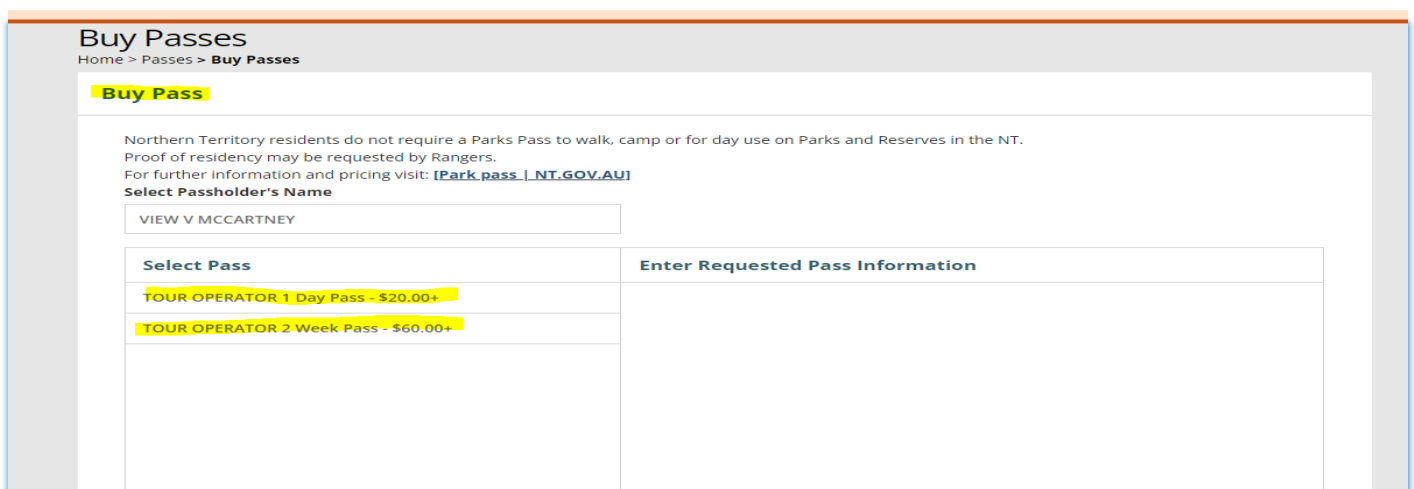 Buy Passes
Home > Passes > Buy Passes
Buy Pass
Northern Territory residents do not require a Parks Pass to walk, camp or for day use on Parks and Reserves in the NT.
Proof of residency may be requested by Rangers.
For further information and pricing visit: [Park pass | NT.GOV.AU]
Select Passholder's Name
VIEW V MCCARTNEY
Select Pass
Enter Requested Pass Information
TOUR OPERATOR 1 Day Pass - $20.00+
TOUR OPERATOR 2 Week Pass - $60.00+